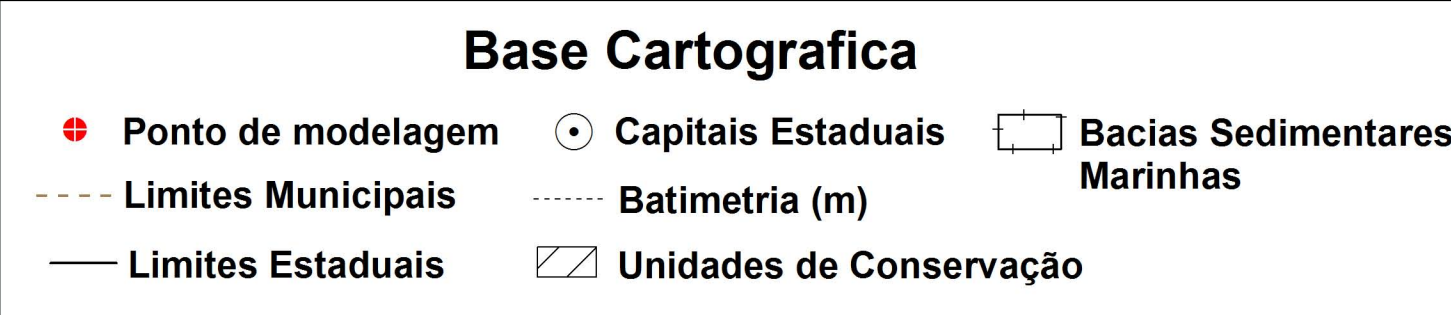 Base Cartografica
Ponto de modelagem
Capitais Estaduais
Bacias Sedimentares
Marinhas
Limites Municipais
Batimetria (m)
Limites Estaduais
Unidades de Conservação